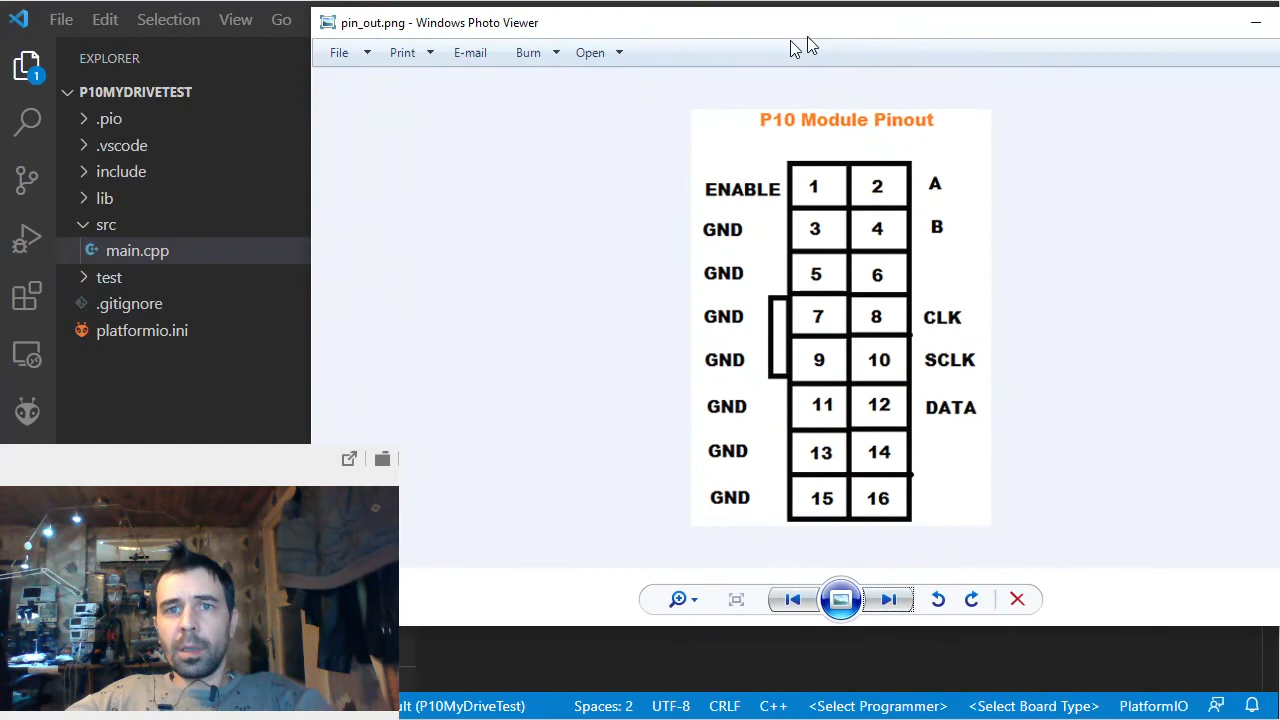 File Edit Selection View Go
pin_out.png - Windows Photo Viewer
File Print E-mail Burn Open
EXPLORER
1
P10MYDRIVETEST
.pio
.vscode
include
lib
src
main.cpp
test
.gitignore
platformio.ini
P10 Module Pinout
ENABLE 1 2 A
GND 3 4 B
GND 5 6
GND 7 8 CLK
GND 9 10 SCLK
GND 11 12 DATA
GND 13 14
GND 15 16
ult (P10MyDriveTest) Spaces: 2 UTF-8 CRLF C++ <Select Programmer> <Select Board Type> PlatformIO